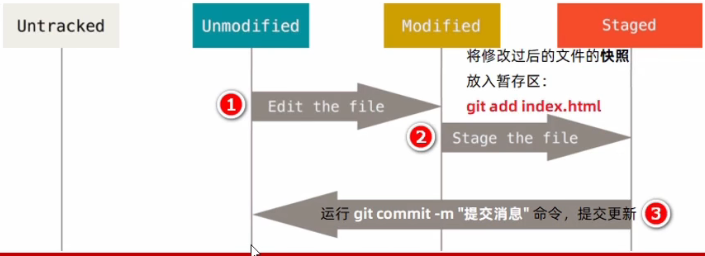 Untracked
Unmodified
Modified
Staged
将修改过后的文件的快照
放入暂存区：
git add index.html
1
Edit the file
2
Stage the file
运行 git commit -m "提交消息" 命令，提交更新
3